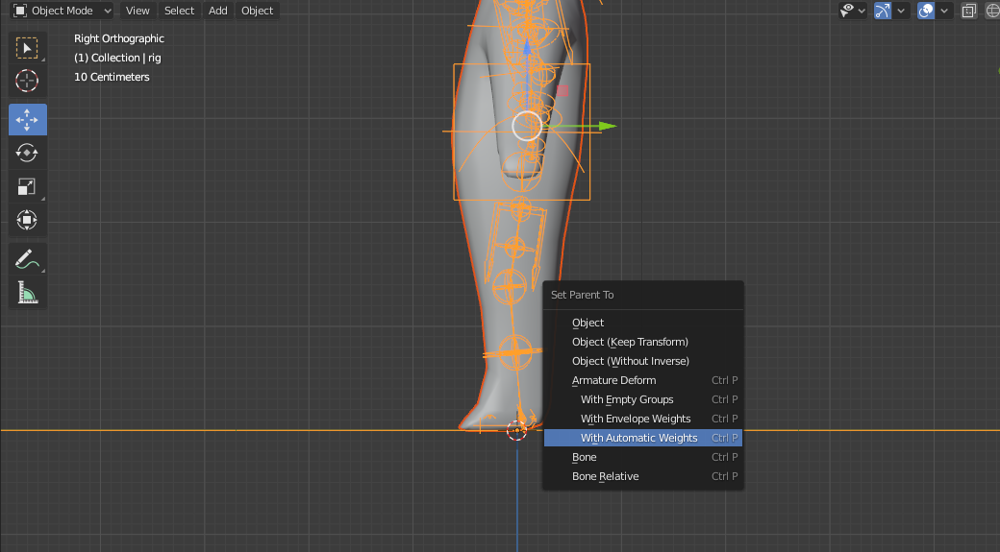 Object Mode View Select Add Object
Right Orthographic
(1) Collection | rig
10 Centimeters
Set Parent To
Object
Object (Keep Transform)
Object (Without Inverse)
Armature Deform Ctrl P
With Empty Groups Ctrl P
With Envelope Weights Ctrl P
With Automatic Weights Ctrl P
Bone Ctrl P
Bone Relative Ctrl P